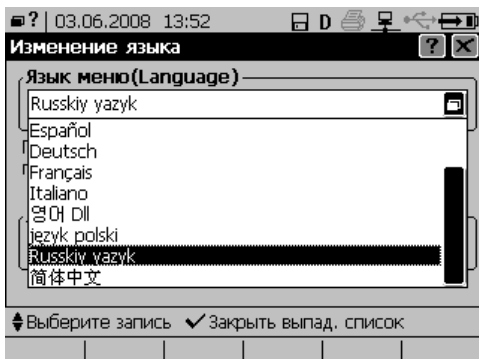 ? 03.06.2008 13:52 D
Изменение языка ?
Язык меню(Language)
Russkiy yazyk
Español
Deutsch
Français
Italiano
영어 Dll
język polski
Russkiy yazyk
简体中文
Выберите запись Закрыть выпад. список